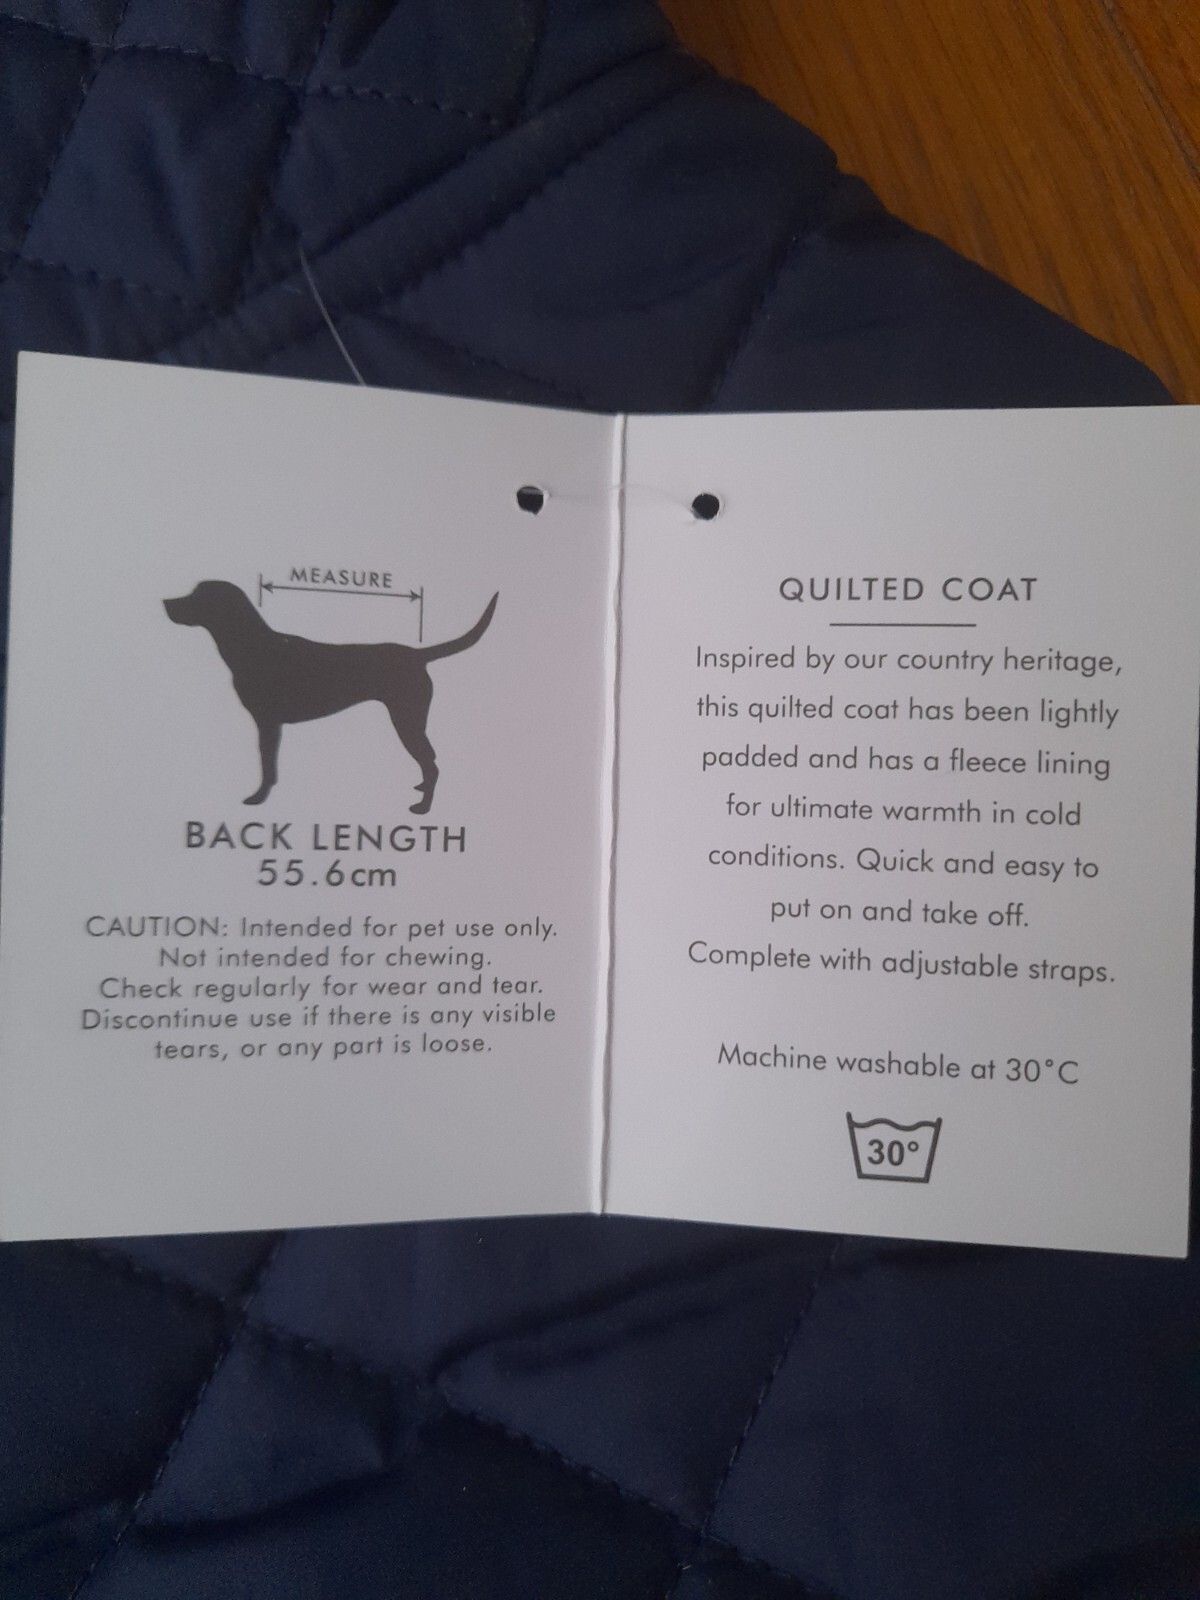 MEASURE
BACK LENGTH
55.6cm
CAUTION: Intended for pet use only.
Not intended for chewing.
Check regularly for wear and tear.
Discontinue use if there is any visible
tears, or any part is loose.
QUILTED COAT
Inspired by our country heritage,
this quilted coat has been lightly
padded and has a fleece lining
for ultimate warmth in cold
conditions. Quick and easy to
put on and take off.
Complete with adjustable straps.
Machine washable at 30°C
30°